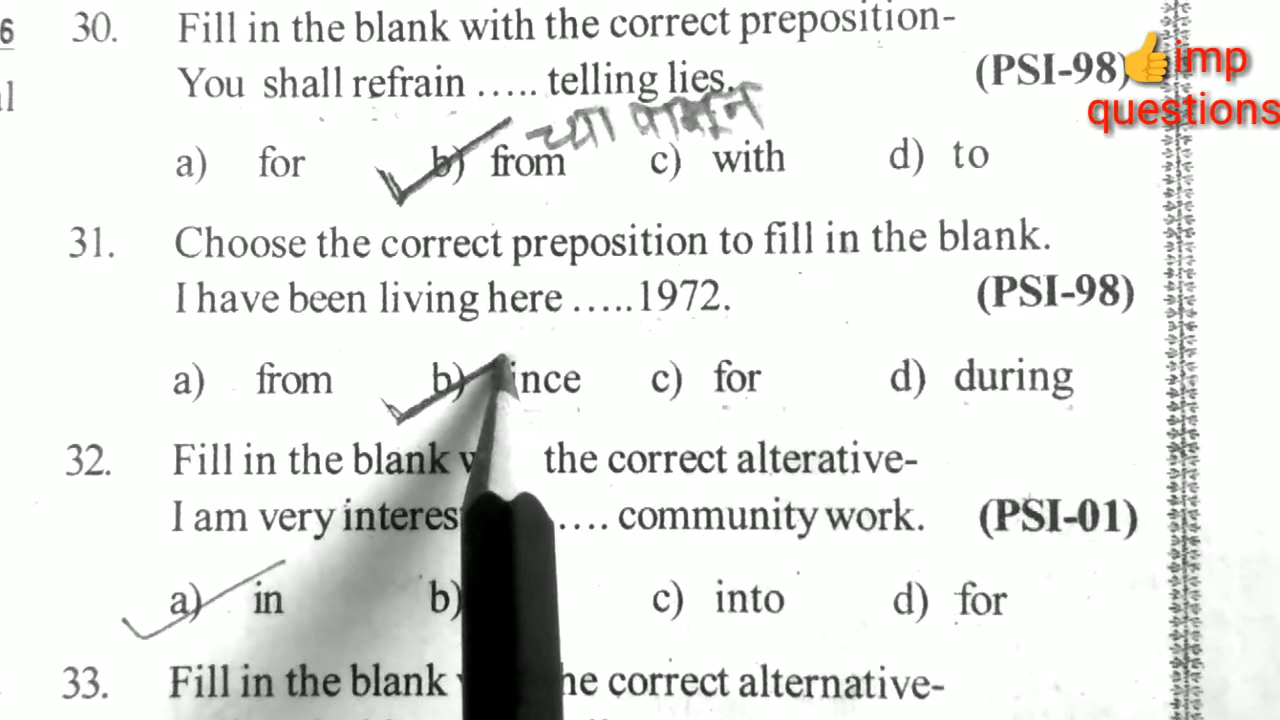 6
30. Fill in the blank with the correct preposition-
You shall refrain ..... telling lies.
(PSI-98)
👍imp
questions
च्या पासून
a) for b) from c) with d) to
31. Choose the correct preposition to fill in the blank.
I have been living here .....1972. (PSI-98)
a) from b) ince c) for d) during
32. Fill in the blank the correct alterative-
I am very interes .... community work. (PSI-01)
a) in b) c) into d) for
33. Fill in the blank he correct alternative-